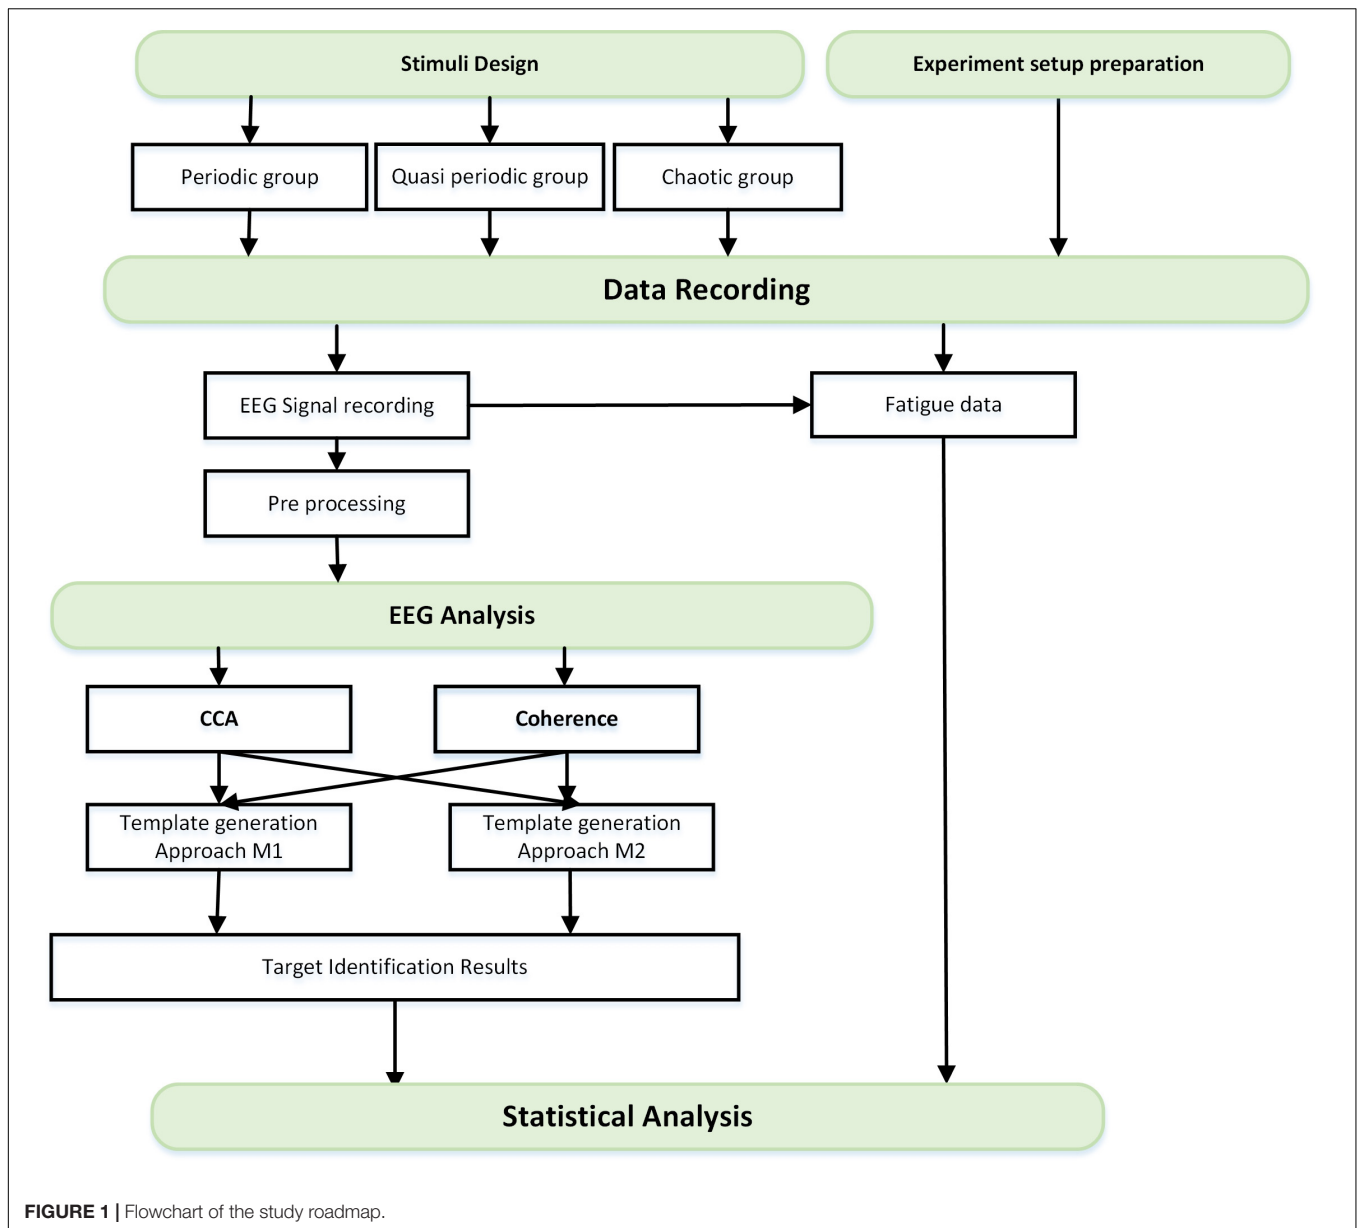 Stimuli Design
Experiment setup preparation
Periodic group
Quasi periodic group
Chaotic group
Data Recording
EEG Signal recording
Fatigue data
Pre processing
EEG Analysis
CCA
Coherence
Template generation
Approach M1
Template generation
Approach M2
Target Identification Results
Statistical Analysis
FIGURE 1 | Flowchart of the study roadmap.